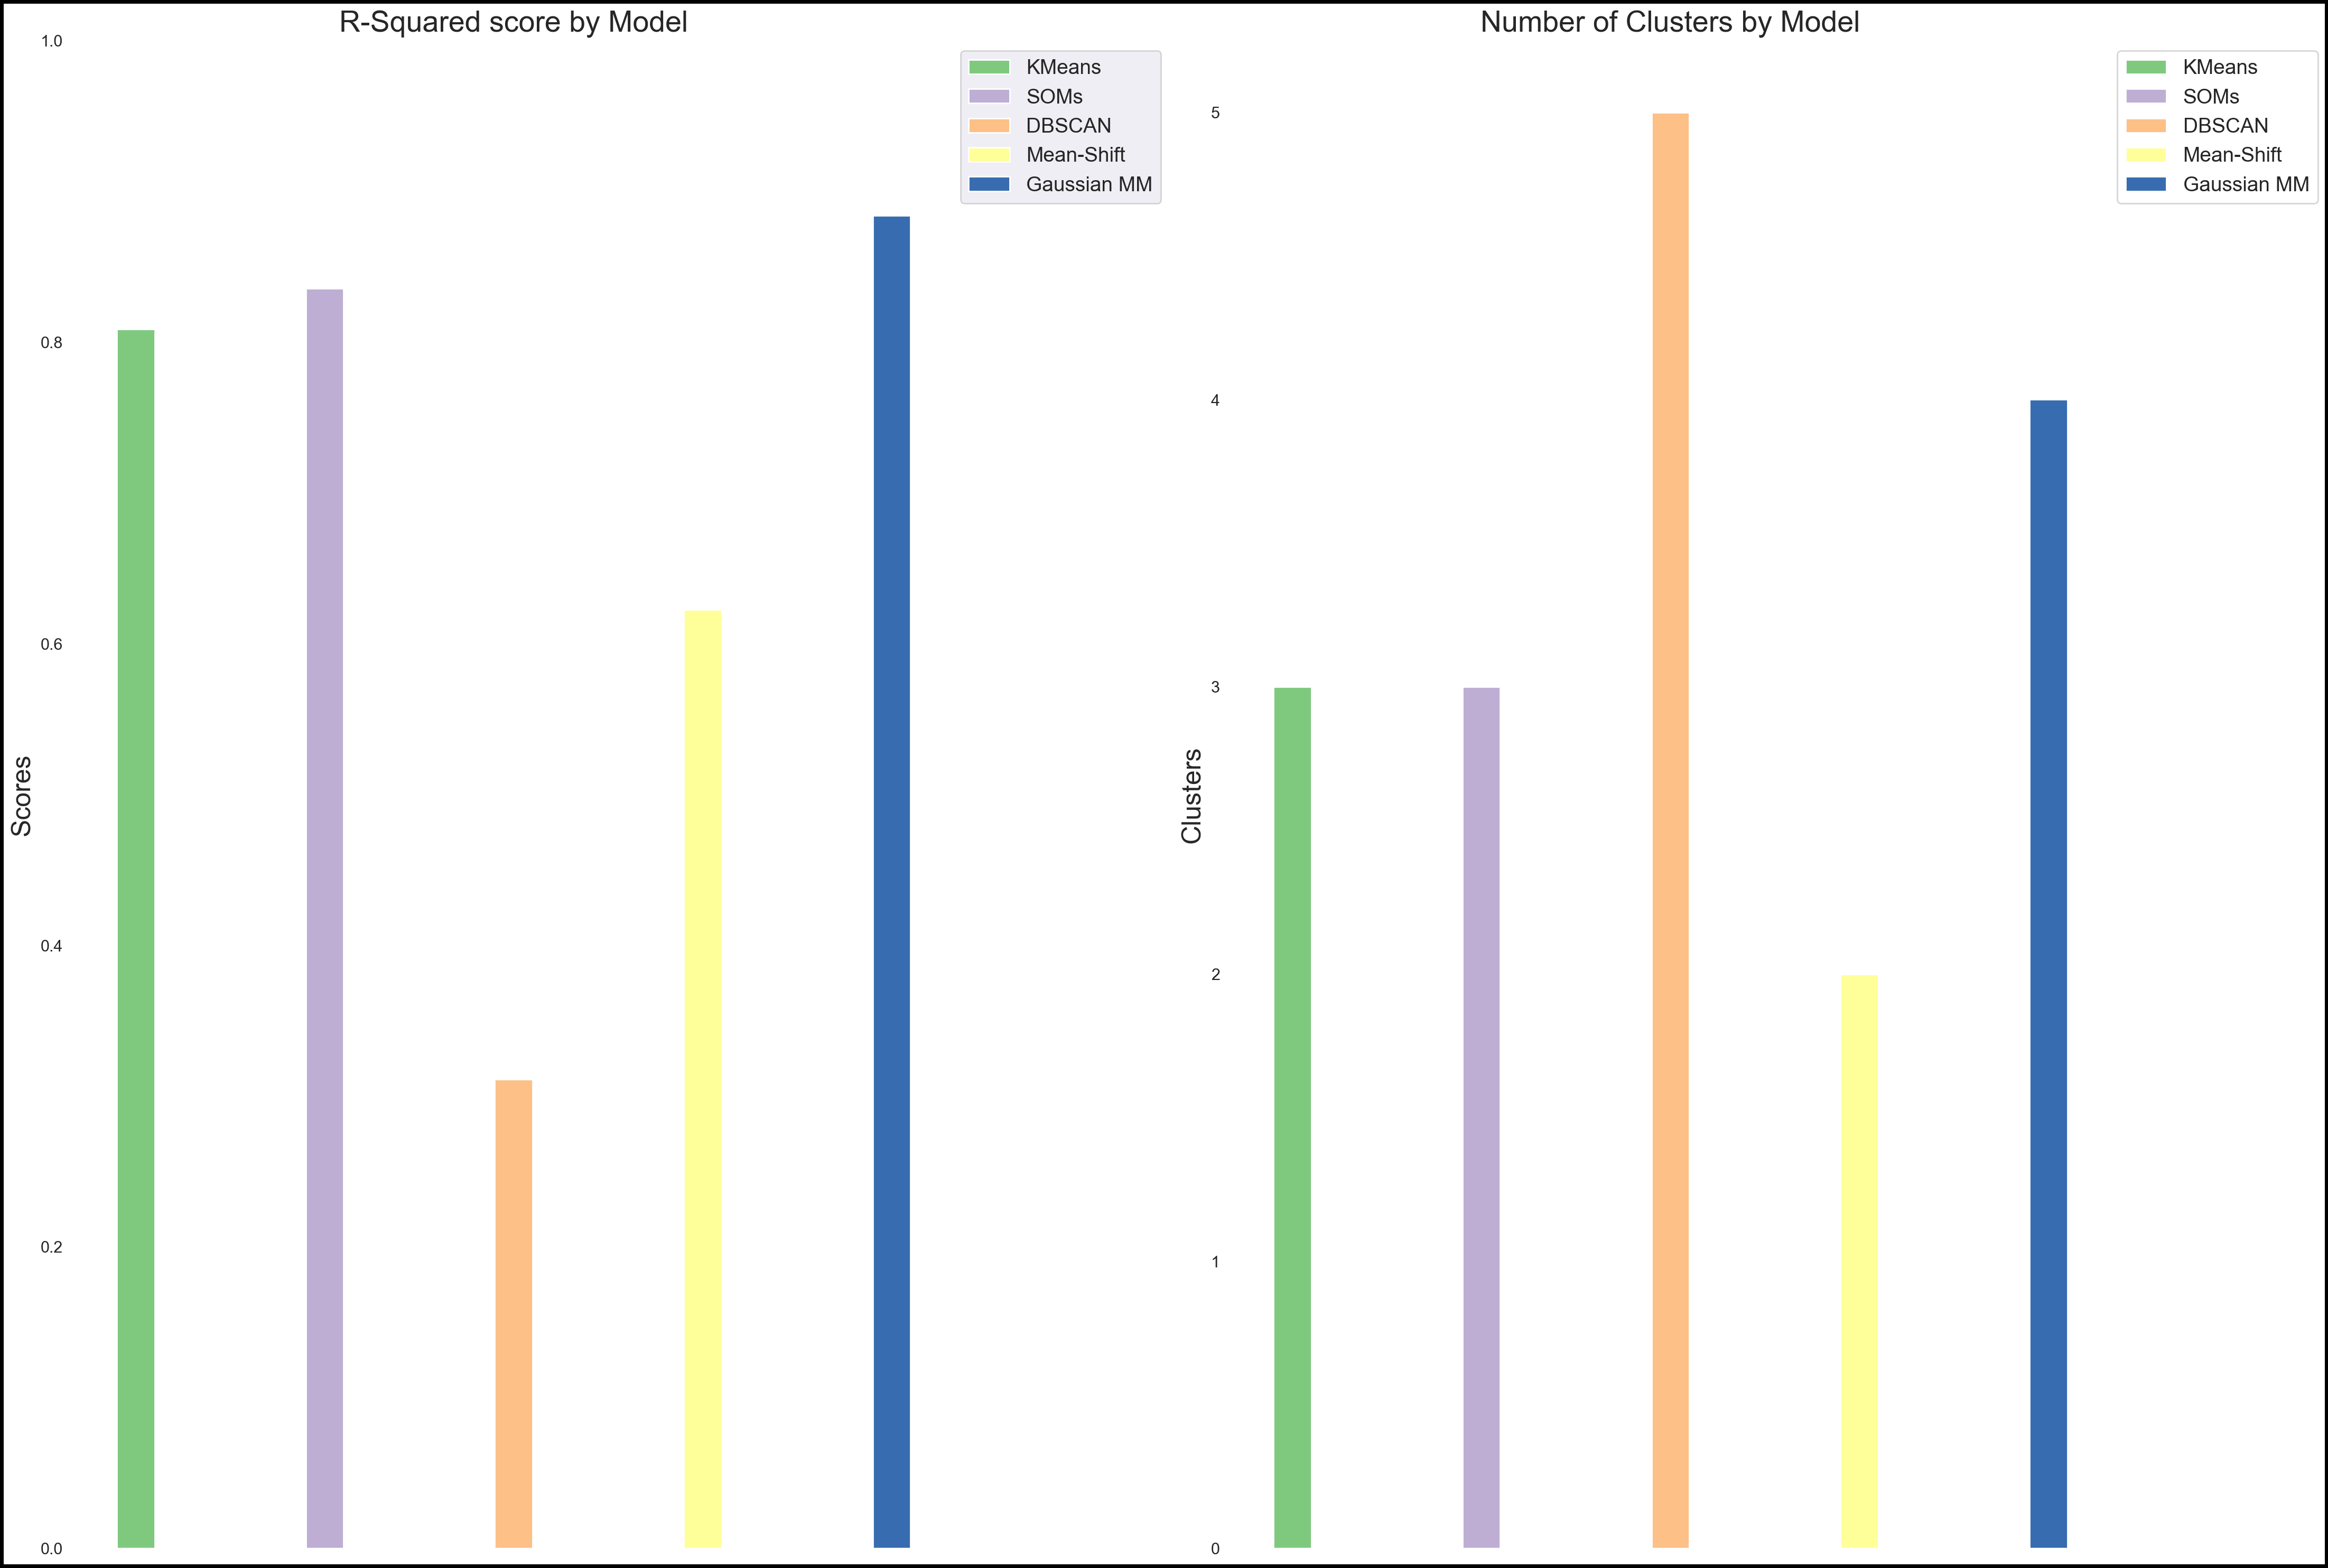 R-Squared score by Model
1.0
0.8
0.6
0.4
0.2
0.0
Scores
KMeans
SOMs
DBSCAN
Mean-Shift
Gaussian MM
Number of Clusters by Model
5
4
3
2
1
0
Clusters
KMeans
SOMs
DBSCAN
Mean-Shift
Gaussian MM